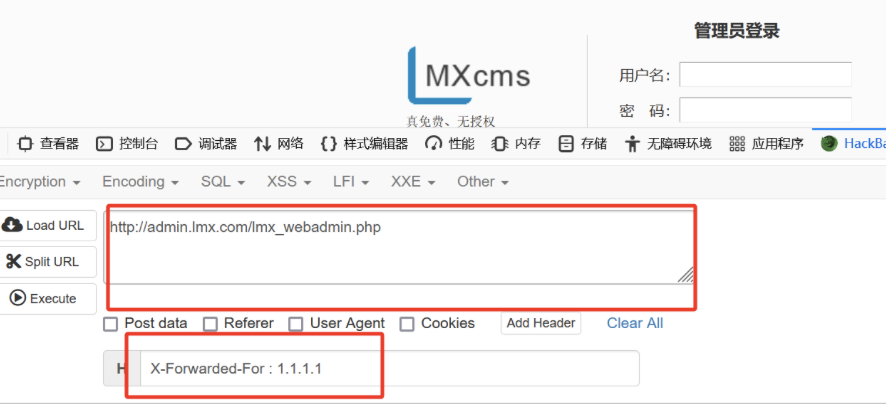 管理员登录
MXcms
用户名：
密 码：
真免费、无授权
查看器 控制台 调试器 网络 样式编辑器 性能 内存 存储 无障碍环境 应用程序 HackBa
Encryption Encoding SQL XSS LFI XXE Other
Load URL
http://admin.lmx.com/lmx_webadmin.php
Split URL
Execute
Post data Referer User Agent Cookies Add Header Clear All
H X-Forwarded-For : 1.1.1.1